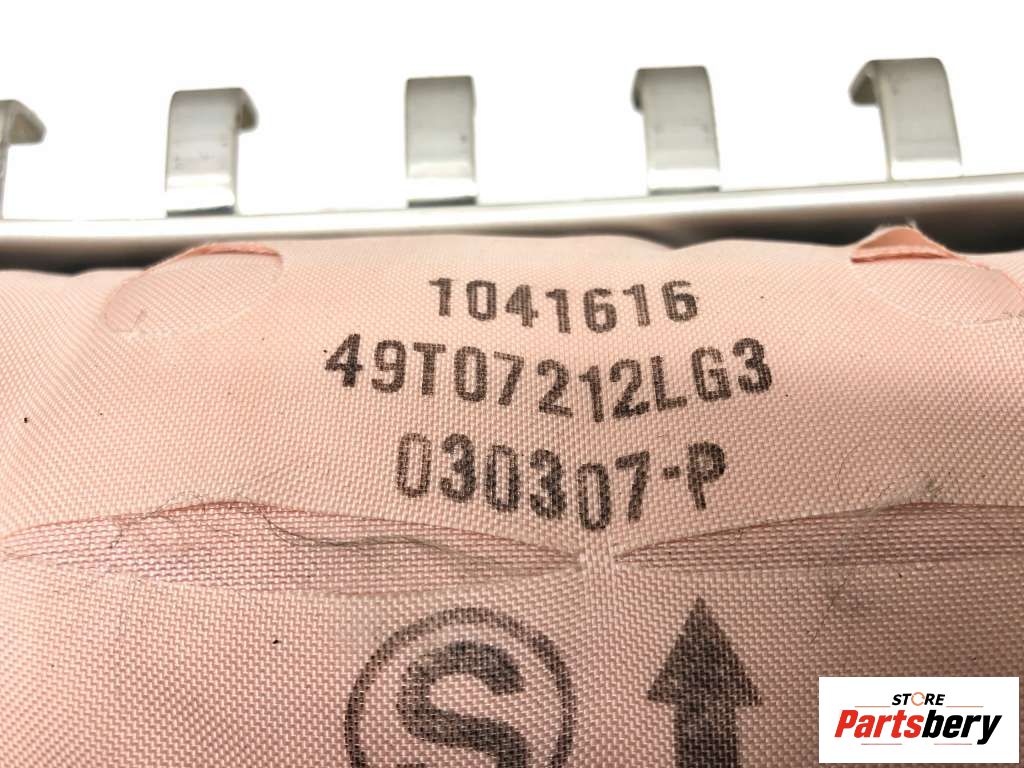 1041616
49T07212LG3
030307-P
S
STORE
Partsbery